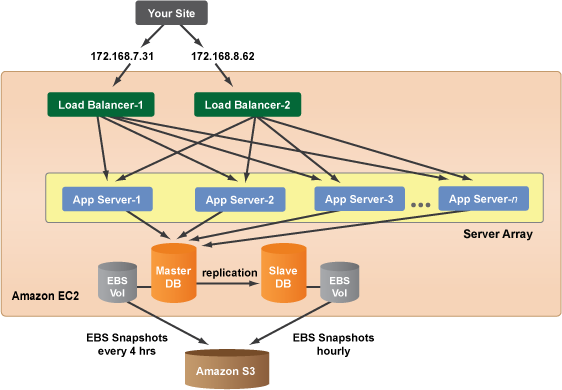 Your Site
172.168.7.31
172.168.8.62
Load Balancer-1
Load Balancer-2
App Server-1
App Server-2
App Server-3
App Server-n
Server Array
Master
DB
replication
Slave
DB
EBS
Vol
EBS
Vol
Amazon EC2
EBS Snapshots
every 4 hrs
EBS Snapshots
hourly
Amazon S3